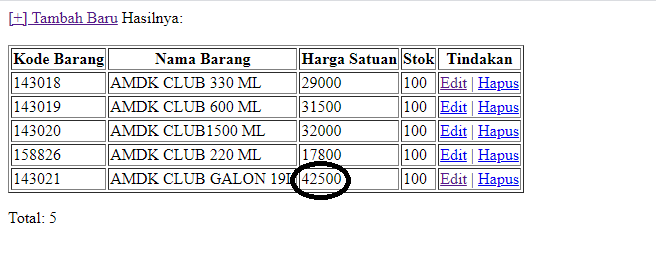 [+] Tambah Baru Hasilnya:
Kode Barang Nama Barang Harga Satuan Stok Tindakan
143018 AMDK CLUB 330 ML 29000 100 Edit | Hapus
143019 AMDK CLUB 600 ML 31500 100 Edit | Hapus
143020 AMDK CLUB1500 ML 32000 100 Edit | Hapus
158826 AMDK CLUB 220 ML 17800 100 Edit | Hapus
143021 AMDK CLUB GALON 42500 100 Edit | Hapus
Total: 5